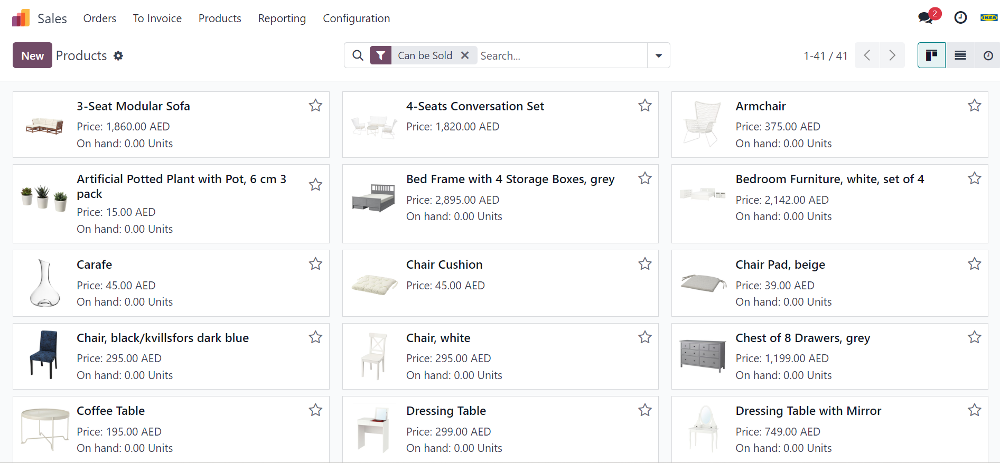 Sales Orders To Invoice Products Reporting Configuration 2 IKEA
New Products Can be Sold Search... 1-41 / 41
3-Seat Modular Sofa
Price: 1,860.00 AED
On hand: 0.00 Units
4-Seats Conversation Set
Price: 1,820.00 AED
Armchair
Price: 375.00 AED
On hand: 0.00 Units
Artificial Potted Plant with Pot, 6 cm 3
pack
Price: 15.00 AED
On hand: 0.00 Units
Bed Frame with 4 Storage Boxes, grey
Price: 2,895.00 AED
On hand: 0.00 Units
Bedroom Furniture, white, set of 4
Price: 2,142.00 AED
On hand: 0.00 Units
Carafe
Price: 45.00 AED
On hand: 0.00 Units
Chair Cushion
Price: 45.00 AED
Chair Pad, beige
Price: 39.00 AED
On hand: 0.00 Units
Chair, black/kvillsfors dark blue
Price: 295.00 AED
On hand: 0.00 Units
Chair, white
Price: 295.00 AED
On hand: 0.00 Units
Chest of 8 Drawers, grey
Price: 1,199.00 AED
On hand: 0.00 Units
Coffee Table
Price: 195.00 AED
On hand: 0.00 Units
Dressing Table
Price: 299.00 AED
On hand: 0.00 Units
Dressing Table with Mirror
Price: 749.00 AED
On hand: 0.00 Units